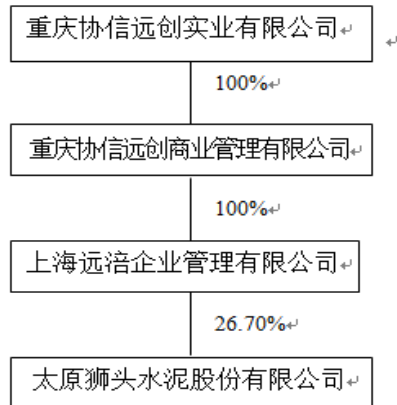 重庆协信远创实业有限公司
100%
重庆协信远创商业管理有限公司
100%
上海远涪企业管理有限公司
26.70%
太原狮头水泥股份有限公司